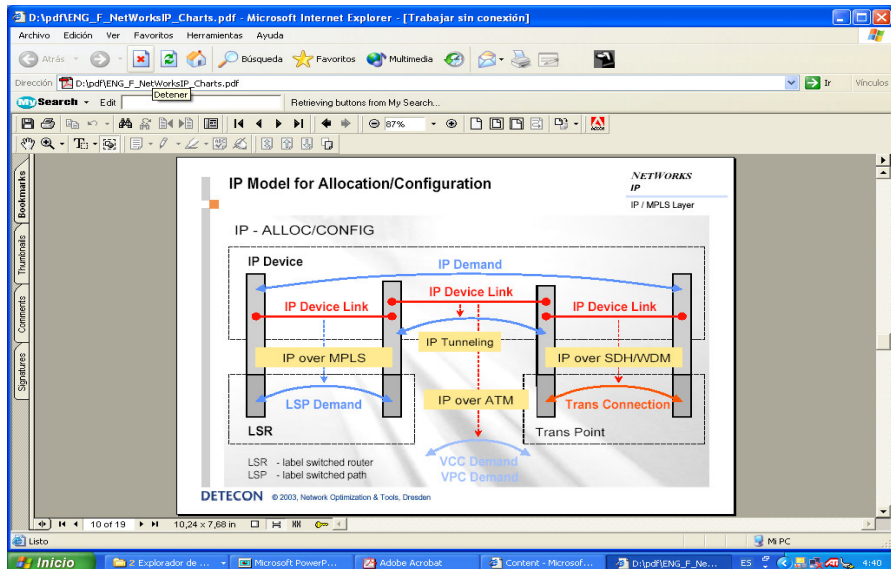 D:\pdf\ENG_F_NetWorksIP_Charts.pdf - Microsoft Internet Explorer - [Trabajar sin conexión]
Archivo Edición Ver Favoritos Herramientas Ayuda
Atrás Búsqueda Favoritos Multimedia
Dirección D:\pdf\ENG_F_NetWorksIP_Charts.pdf Ir Vínculos
Detener
My Search Edit Retrieving buttons from My Search...
87%
Bookmarks
Thumbnails
Comments
Signatures
IP Model for Allocation/Configuration
NETWORKS
IP
IP / MPLS Layer
IP - ALLOC/CONFIG
IP Device
IP Demand
IP Device Link
IP Device Link
IP Device Link
IP Tunneling
IP over MPLS
IP over SDH/WDM
LSP Demand
IP over ATM
Trans Connection
LSR
Trans Point
LSR - label switched router
LSP - label switched path
VCC Demand
VPC Demand
DETECON © 2003, Network Optimization & Tools, Dresden
10 of 19 10,24 x 7,68 in
Listo Mi PC
Inicio 2 Explorador de ... Microsoft PowerP... Adobe Acrobat Content - Microsof... D:\pdf\ENG_F_Ne... ES 4:40